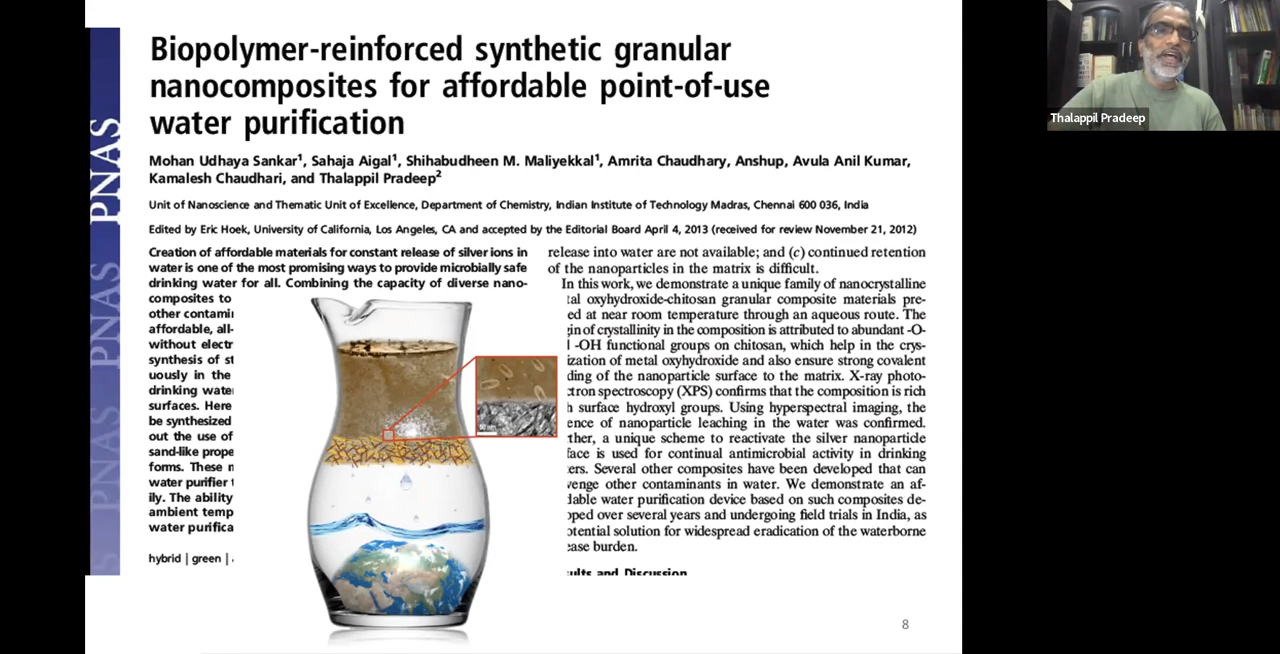 Biopolymer-reinforced synthetic granular
nanocomposites for affordable point-of-use
water purification
Mohan Udhaya Sankar1, Sahaja Aigal1, Shihabudheen M. Maliyekkal1, Amrita Chaudhary, Anshup, Avula Anil Kumar,
Kamalesh Chaudhari, and Thalappil Pradeep2
Unit of Nanoscience and Thematic Unit of Excellence, Department of Chemistry, Indian Institute of Technology Madras, Chennai 600 036, India
Edited by Eric Hoek, University of California, Los Angeles, CA and accepted by the Editorial Board April 4, 2013 (received for review November 21, 2012)
Creation of affordable materials for constant release of silver ions in
water is one of the most promising ways to provide microbially safe
drinking water for all. Combining the capacity of diverse nano-
composites to
other contami
affordable, all-
without electr
synthesis of st
uously in the
drinking wate
surfaces. Here
be synthesized
out the use of
sand-like prope
forms. These n
water purifier t
ily. The ability
ambient temp
water purifica
hybrid | green |
release into water are not available; and (c) continued retention
of the nanoparticles in the matrix is difficult.
In this work, we demonstrate a unique family of nanocrystalline
tal oxyhydroxide-chitosan granular composite materials pre-
ed at near room temperature through an aqueous route. The
gin of crystallinity in the composition is attributed to abundant -O-
l -OH functional groups on chitosan, which help in the crys-
ization of metal oxyhydroxide and also ensure strong covalent
ding of the nanoparticle surface to the matrix. X-ray photo-
ctron spectroscopy (XPS) confirms that the composition is rich
h surface hydroxyl groups. Using hyperspectral imaging, the
ence of nanoparticle leaching in the water was confirmed.
ther, a unique scheme to reactivate the silver nanoparticle
face is used for continual antimicrobial activity in drinking
ters. Several other composites have been developed that can
venge other contaminants in water. We demonstrate an af-
dable water purification device based on such composites de-
oped over several years and undergoing field trials in India, as
otential solution for widespread eradication of the waterborne
ease burden.
ults and Discussion
PNAS PNAS PNAS
8
Thalappil Pradeep